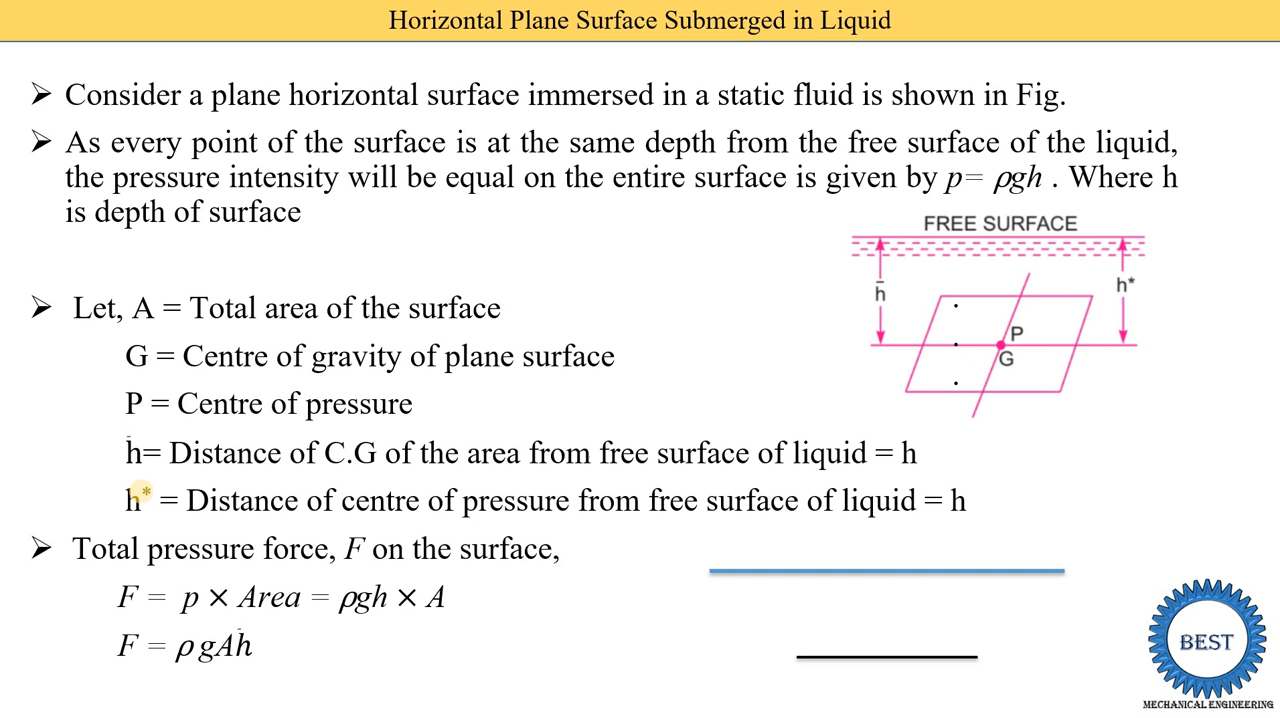 Horizontal Plane Surface Submerged in Liquid
➢ Consider a plane horizontal surface immersed in a static fluid is shown in Fig.
➢ As every point of the surface is at the same depth from the free surface of the liquid,
the pressure intensity will be equal on the entire surface is given by p= ρgh . Where h
is depth of surface
FREE SURFACE
h̄
h*
P
G
➢ Let, A = Total area of the surface
G = Centre of gravity of plane surface
P = Centre of pressure
h̄= Distance of C.G of the area from free surface of liquid = h
h* = Distance of centre of pressure from free surface of liquid = h
➢ Total pressure force, F on the surface,
F = p × Area = ρgh × A
F = ρ gAh̄
BEST
MECHANICAL ENGINEERING